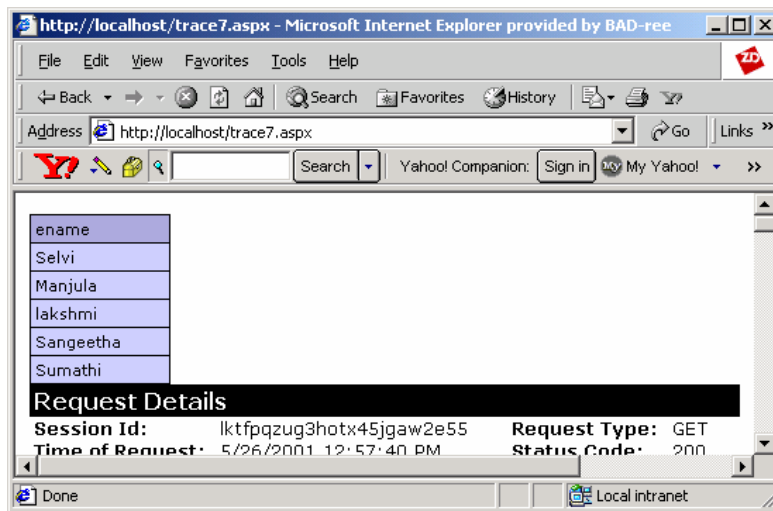 http://localhost/trace7.aspx - Microsoft Internet Explorer provided by BAD-ree
File Edit View Favorites Tools Help
Back Search Favorites History
Address http://localhost/trace7.aspx Go Links »
Y! Search Yahoo! Companion: Sign in My My Yahoo! »
ename
Selvi
Manjula
lakshmi
Sangeetha
Sumathi
Request Details
Session Id: lktfpqzug3hotx45jgaw2e55 Request Type: GET
Time of Request: 5/26/2001 12:57:40 PM Status Code: 200
Done Local intranet